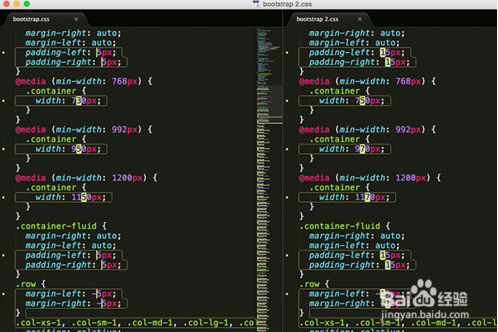 bootstrap 2.css
bootstrap.css
margin-right: auto;
margin-left: auto;
padding-left: 5px;
padding-right: 5px;
}
@media (min-width: 768px) {
.container {
width: 730px;
}
}
@media (min-width: 992px) {
.container {
width: 950px;
}
}
@media (min-width: 1200px) {
.container {
width: 1150px;
}
}
.container-fluid {
margin-right: auto;
margin-left: auto;
padding-left: 5px;
padding-right: 5px;
}
.row {
margin-left: -5px;
margin-right: -5px;
}
.col-xs-1, .col-sm-1, .col-md-1, .col-lg-1, .co
position: relative
bootstrap 2.css
margin-right: auto;
margin-left: auto;
padding-left: 15px;
padding-right: 15px;
}
@media (min-width: 768px) {
.container {
width: 750px;
}
}
@media (min-width: 992px) {
.container {
width: 970px;
}
}
@media (min-width: 1200px) {
.container {
width: 1170px;
}
}
.container-fluid {
margin-right: auto;
margin-left: auto;
padding-left: 15px;
padding-right: 15px;
}
.row {
margin-left:
margin-right:
}
.col-xs-1, .col-sm-1,
Bai 经验
jingyan.baidu.com